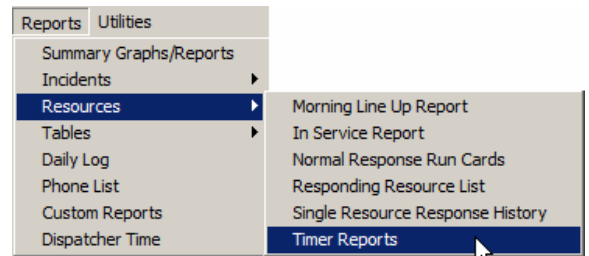 Reports Utilities
Summary Graphs/Reports
Incidents
Resources
Tables
Daily Log
Phone List
Custom Reports
Dispatcher Time
Morning Line Up Report
In Service Report
Normal Response Run Cards
Responding Resource List
Single Resource Response History
Timer Reports